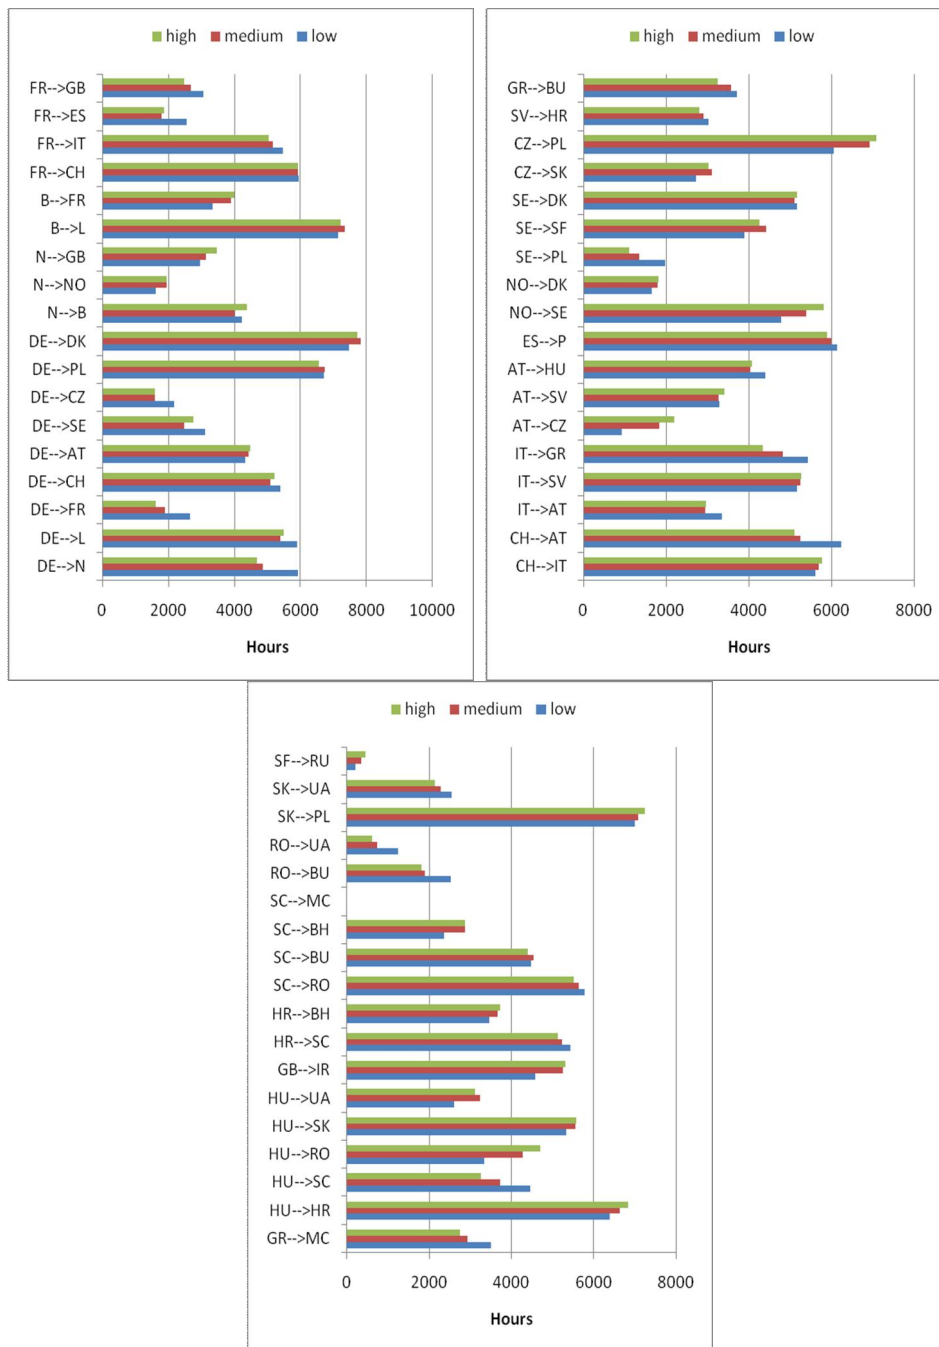 high medium low
FR-->GB
FR-->ES
FR-->IT
FR-->CH
B-->FR
B-->L
N-->GB
N-->NO
N-->B
DE-->DK
DE-->PL
DE-->CZ
DE-->SE
DE-->AT
DE-->CH
DE-->FR
DE-->L
DE-->N
0 2000 4000 6000 8000 10000
Hours
high medium low
GR-->BU
SV-->HR
CZ-->PL
CZ-->SK
SE-->DK
SE-->SF
SE-->PL
NO-->DK
NO-->SE
ES-->P
AT-->HU
AT-->SV
AT-->CZ
IT-->GR
IT-->SV
IT-->AT
CH-->AT
CH-->IT
0 2000 4000 6000 8000
Hours
high medium low
SF-->RU
SK-->UA
SK-->PL
RO-->UA
RO-->BU
SC-->MC
SC-->BH
SC-->BU
SC-->RO
HR-->BH
HR-->SC
GB-->IR
HU-->UA
HU-->SK
HU-->RO
HU-->SC
HU-->HR
GR-->MC
0 2000 4000 6000 8000
Hours